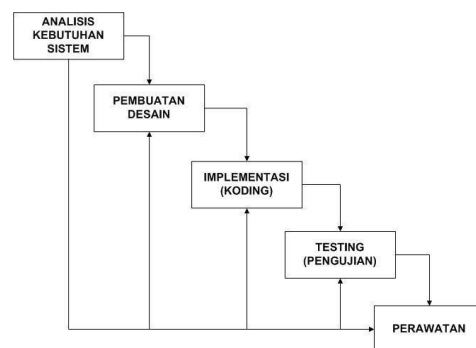 ANALISIS
KEBUTUHAN
SISTEM
PEMBUATAN
DESAIN
IMPLEMENTASI
(KODING)
TESTING
(PENGUJIAN)
PERAWATAN